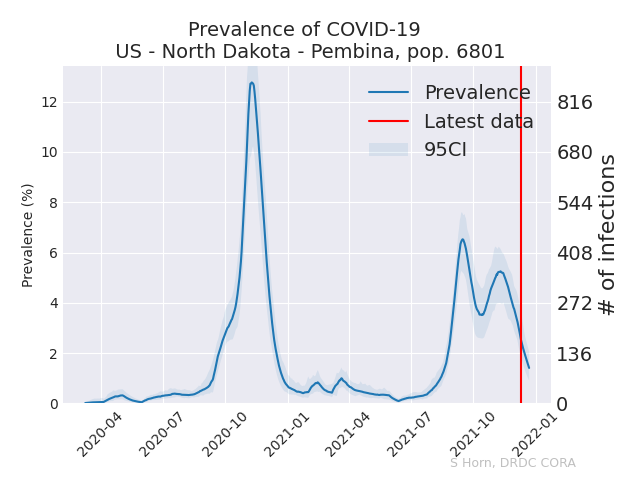 Prevalence of COVID-19
US - North Dakota - Pembina, pop. 6801
Prevalence
Latest data
95CI
Prevalence (%)
12
10
8
6
4
2
0
816
680
544
408
272
136
0
# of infections
2020-04
2020-07
2020-10
2021-01
2021-04
2021-07
2021-10
2022-01
S Horn, DRDC CORA